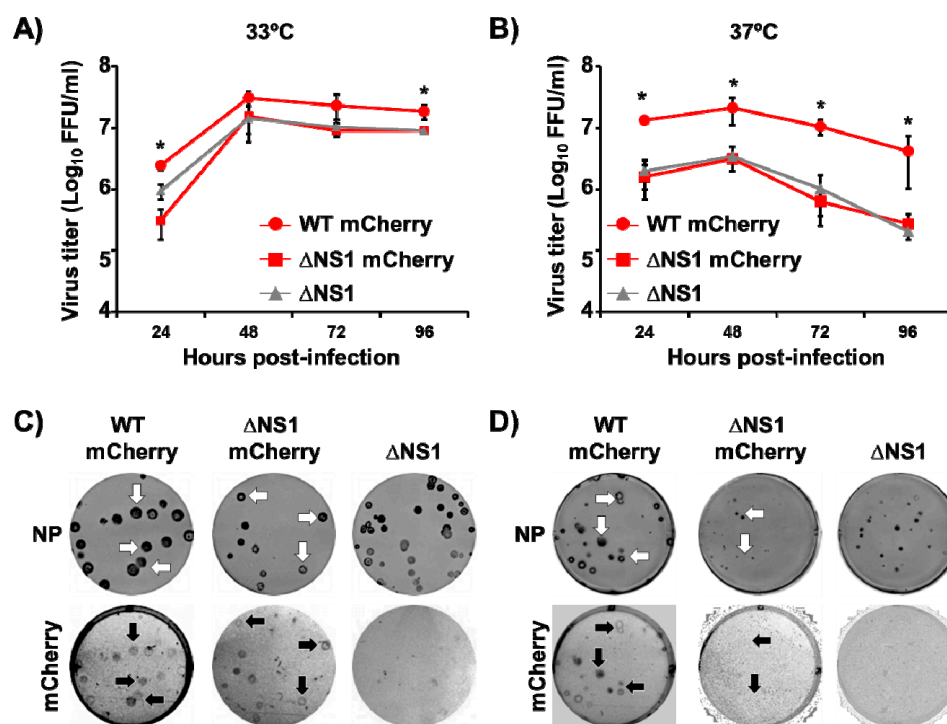 A)
33ºC
Virus titer (Log10 FFU/ml)
8
7
6
5
4
*
*
WT mCherry
ΔNS1 mCherry
ΔNS1
24
48
72
96
Hours post-infection
B)
37ºC
Virus titer (Log10 FFU/ml)
8
7
6
5
4
*
*
*
*
WT mCherry
ΔNS1 mCherry
ΔNS1
24
48
72
96
Hours post-infection
C)
WT
mCherry
ΔNS1
mCherry
ΔNS1
NP
mCherry
D)
WT
mCherry
ΔNS1
mCherry
ΔNS1
NP
mCherry